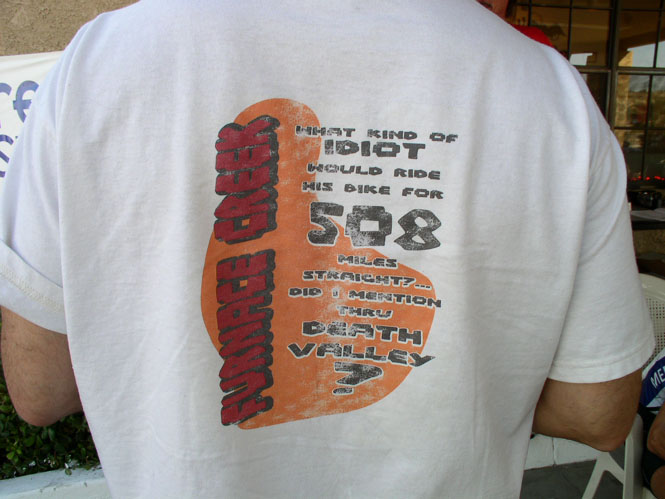 FURNACE CREEK
WHAT KIND OF
IDIOT
WOULD RIDE
HIS BIKE FOR
508
MILES
STRAIGHT?...
DID I MENTION
THRU
DEATH
VALLEY
?